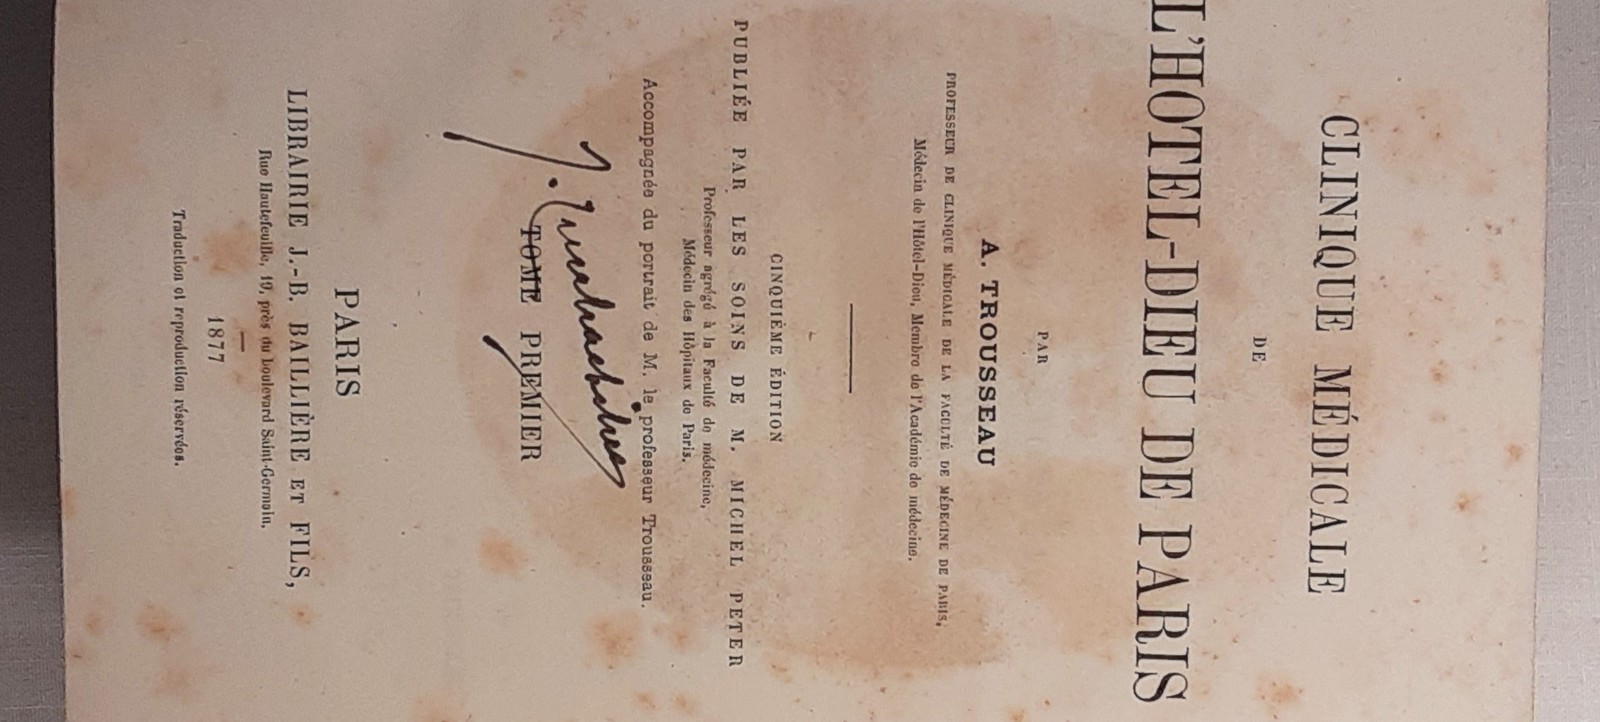 CLINIQUE MÉDICALE
DE
L'HOTEL-DIEU DE PARIS
PAR
A. TROUSSEAU
PROFESSEUR DE CLINIQUE MÉDICALE DE LA FACULTÉ DE MÉDECINE DE PARIS,
Médecin de l'Hôtel-Dieu, Membre de l'Académie de médecine.
CINQUIÈME ÉDITION
PUBLIÉE PAR LES SOINS DE M. MICHEL PETER
Professeur agrégé à la Faculté de médecine,
Médecin des Hôpitaux de Paris.
Accompagnée du portrait de M. le professeur Trousseau.
J.
TOME PREMIER
PARIS
LIBRAIRIE J.-B. BAILLIÈRE ET FILS,
Rue Hautefeuille, 19, près du boulevard Saint-Germain.
1877
Traduction et reproduction réservées.